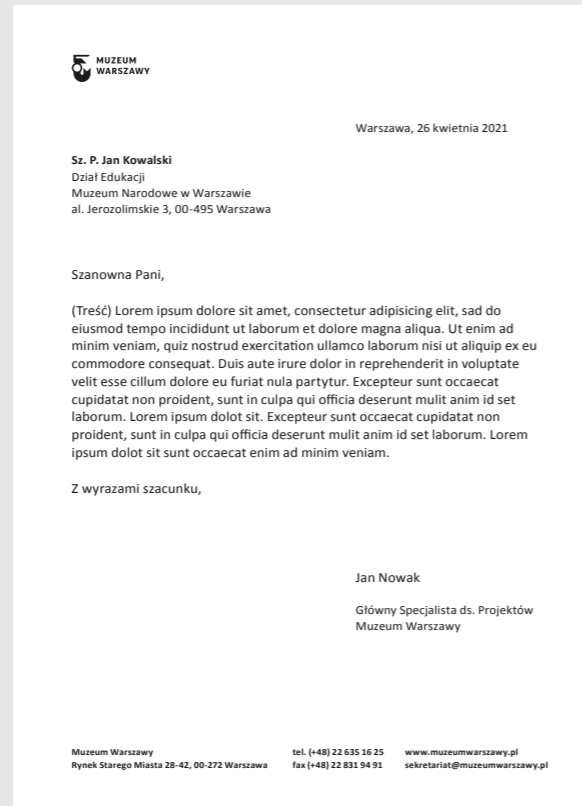 MUZEUM
WARSZAWY
Warszawa, 26 kwietnia 2021
Sz. P. Jan Kowalski
Dział Edukacji
Muzeum Narodowe w Warszawie
al. Jerozolimskie 3, 00-495 Warszawa
Szanowna Pani,
(Treść) Lorem ipsum dolore sit amet, consectetur adipisicing elit, sad do
eiusmod tempo incididunt ut laborum et dolore magna aliqua. Ut enim ad
minim veniam, quiz nostrud exercitation ullamco laborum nisi ut aliquip ex eu
commodore consequat. Duis aute irure dolor in reprehenderit in voluptate
velit esse cillum dolore eu furiat nula partytur. Excepteur sunt occaecat
cupidatat non proident, sunt in culpa qui officia deserunt mulit anim id set
laborum. Lorem ipsum dolot sit. Excepteur sunt occaecat cupidatat non
proident, sunt in culpa qui officia deserunt mulit anim id set laborum. Lorem
ipsum dolot sit sunt occaecat enim ad minim veniam.
Z wyrazami szacunku,
Jan Nowak
Główny Specjalista ds. Projektów
Muzeum Warszawy
Muzeum Warszawy
Rynek Starego Miasta 28-42, 00-272 Warszawa
tel. (+48) 22 635 16 25
fax (+48) 22 831 94 91
www.muzeumwarszawy.pl
sekretariat@muzeumwarszawy.pl